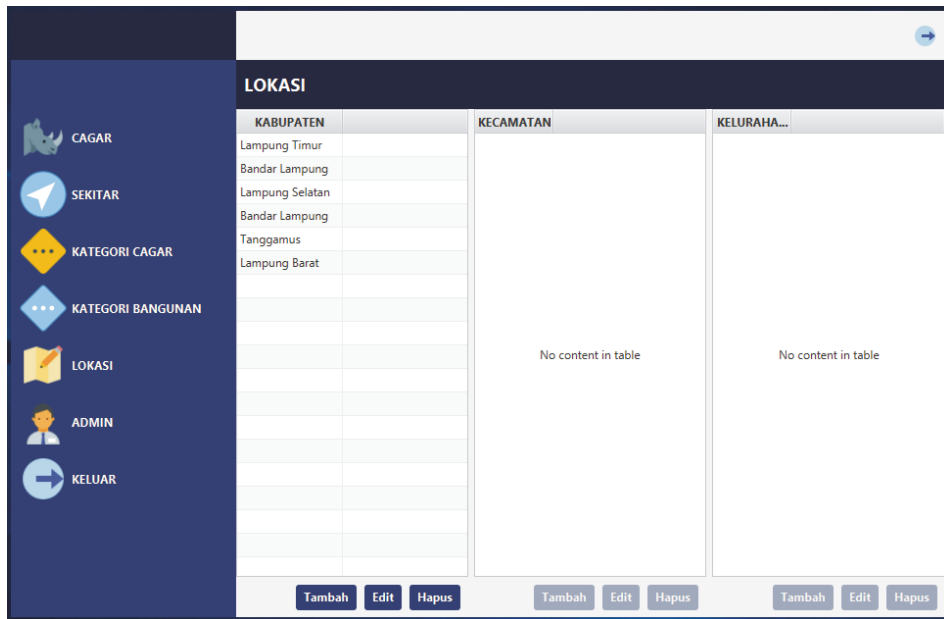 LOKASI
CAGAR
SEKITAR
KATEGORI CAGAR
KATEGORI BANGUNAN
LOKASI
ADMIN
KELUAR
KABUPATEN
Lampung Timur
Bandar Lampung
Lampung Selatan
Bandar Lampung
Tanggamus
Lampung Barat
Tambah Edit Hapus
KECAMATAN
No content in table
Tambah Edit Hapus
KELURAHA...
No content in table
Tambah Edit Hapus